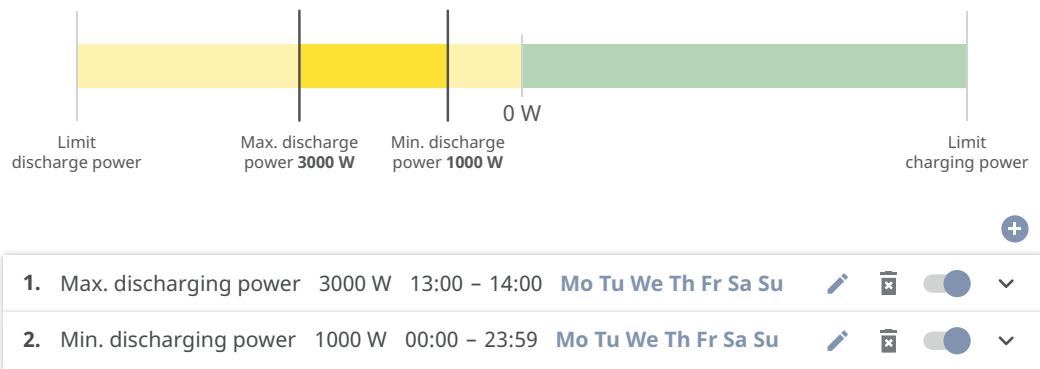 0 W
Limit
discharge power
Max. discharge
power 3000 W
Min. discharge
power 1000 W
Limit
charging power
1. Max. discharging power 3000 W 13:00 – 14:00 Mo Tu We Th Fr Sa Su
2. Min. discharging power 1000 W 00:00 – 23:59 Mo Tu We Th Fr Sa Su